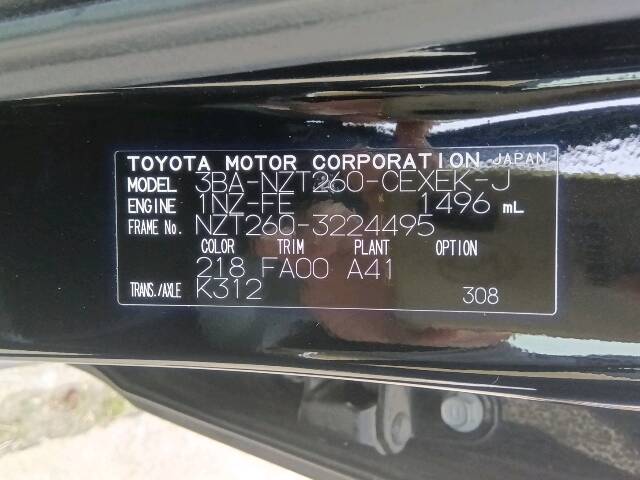 TOYOTA MOTOR CORPORATION JAPAN
MODEL 3BA-NZT260-CEXEK-J
ENGINE 1NZ-FE 1496 mL
FRAME No. NZT260-3224495
COLOR TRIM PLANT OPTION
218 FA00 A41
TRANS./AXLE K312 308